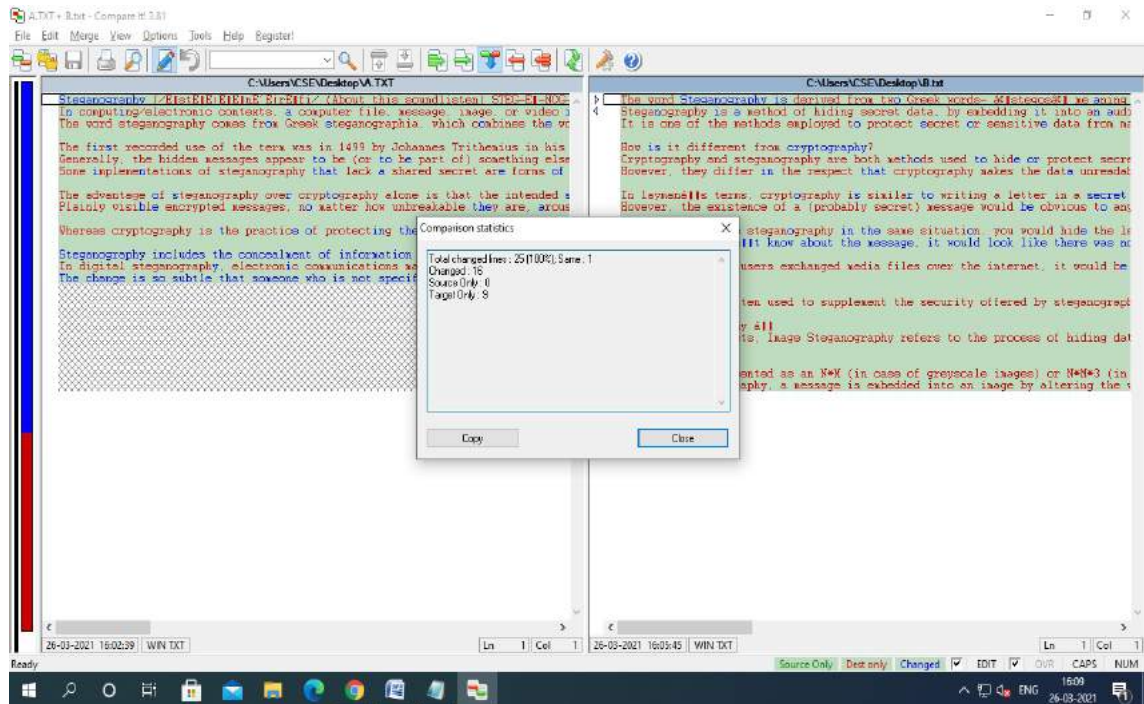 A.TXT + B.txt - Compare It! 3.81
File Edit Merge View Options Tools Help Register!
C:\Users\CSE\Desktop\A.TXT
Steganography (About this sound listen)
In computing/electronic contexts, a computer file, message, image, or video
The word steganography comes from Greek steganographia, which combines the wo
The first recorded use of the term was in 1499 by Johannes Trithemius in his
Generally, the hidden messages appear to be (or to be part of) something else
Some implementations of steganography that lack a shared secret are forms of
The advantage of steganography over cryptography alone is that the intended s
Plainly visible encrypted messages, no matter how unbreakable they are, arous
Whereas cryptography is the practice of protecting the
Steganography includes the concealment of information
In digital steganography, electronic communications ma
The change is so subtle that someone who is not specif
C:\Users\CSE\Desktop\B.txt
The word Steganography is derived from two Greek words- meaning
Steganography is a method of hiding secret data, by embedding it into an audi
It is one of the methods employed to protect secret or sensitive data from ma
How is it different from cryptography?
Cryptography and steganography are both methods used to hide or protect secre
However, they differ in the respect that cryptography makes the data unreadab
In terms, cryptography is similar to writing a letter in a secret
However, the existence of a (probably secret) message would be obvious to any
steganography in the same situation, you would hide the le
know about the message, it would look like there was no
users exchanged media files over the internet, it would be
ten used to supplement the security offered by steganograph
ts, Image Steganography refers to the process of hiding dat
ented as an N*M (in case of greyscale images) or N*M*3 (in
aphy, a message is embedded into an image by altering the v
Comparison statistics
Total changed lines : 25 (100%), Same : 1
Changed : 16
Source Only : 0
Target Only : 9
Copy Close
26-03-2021 16:02:39 WIN TXT Ln 1 Col 1
26-03-2021 16:05:45 WIN TXT Ln 1 Col 1
Ready Source Only Dest only Changed EDIT OVR CAPS NUM
ENG 16:09
26-03-2021